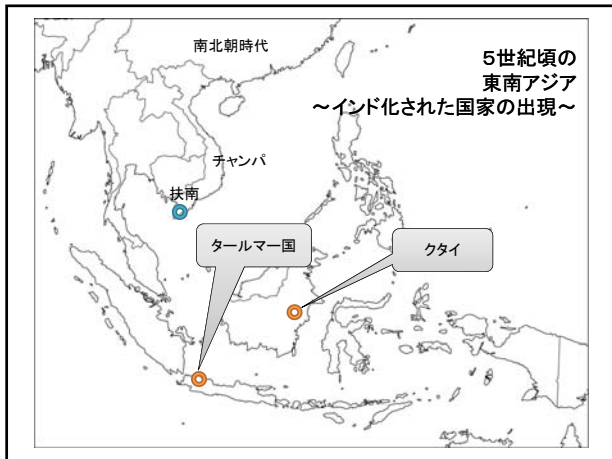 南北朝時代
5世紀頃の
東南アジア
~インド化された国家の出現~
チャンパ
扶南
タールマー国
クタイ